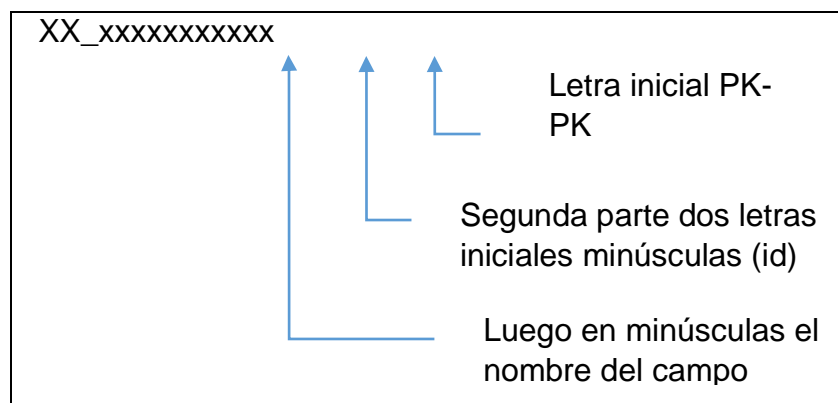 XX_xxxxxxxxxxx
Letra inicial PK-
PK
Segunda parte dos letras
iniciales minúsculas (id)
Luego en minúsculas el
nombre del campo